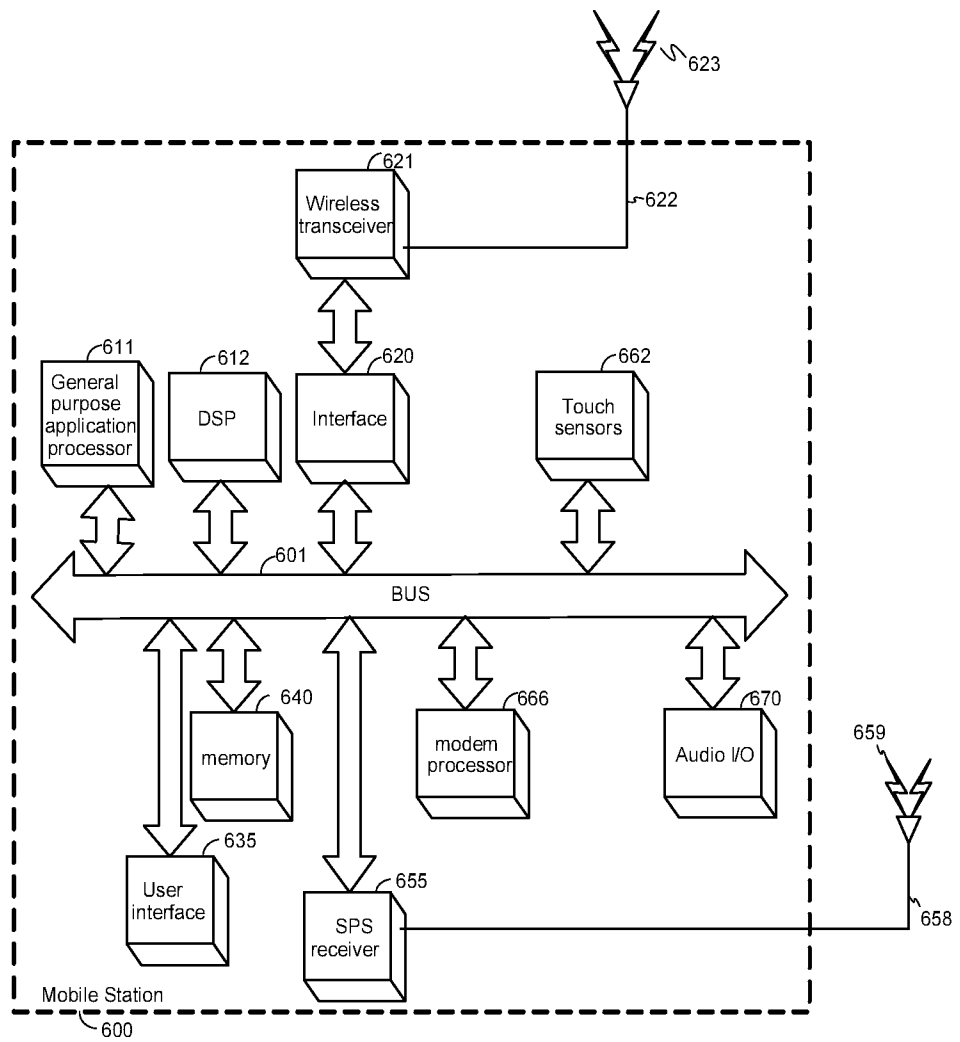 623
621
Wireless
transceiver
622
611
General
purpose
application
processor
612
DSP
620
Interface
662
Touch
sensors
601
BUS
640
memory
666
modem
processor
670
Audio I/O
659
635
User
interface
655
SPS
receiver
658
Mobile Station
600